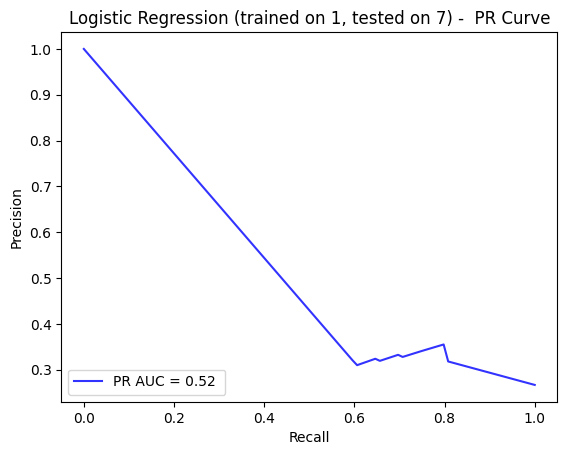 Logistic Regression (trained on 1, tested on 7) -  PR Curve
1.0
0.9
0.8
0.7
0.6
0.5
0.4
0.3
Precision
PR AUC = 0.52
0.0 0.2 0.4 0.6 0.8 1.0
Recall